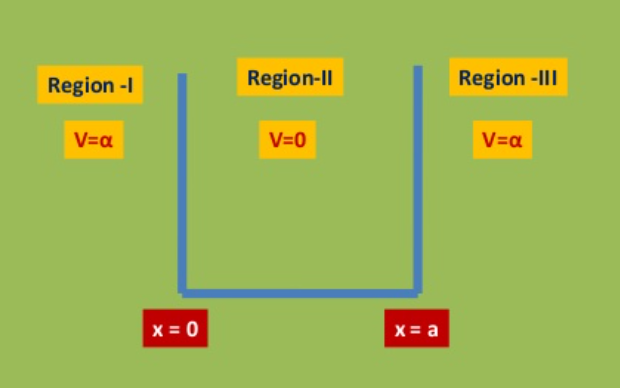 Region -I
Region-II
Region -III
V=α
V=0
V=α
x = 0
x = a